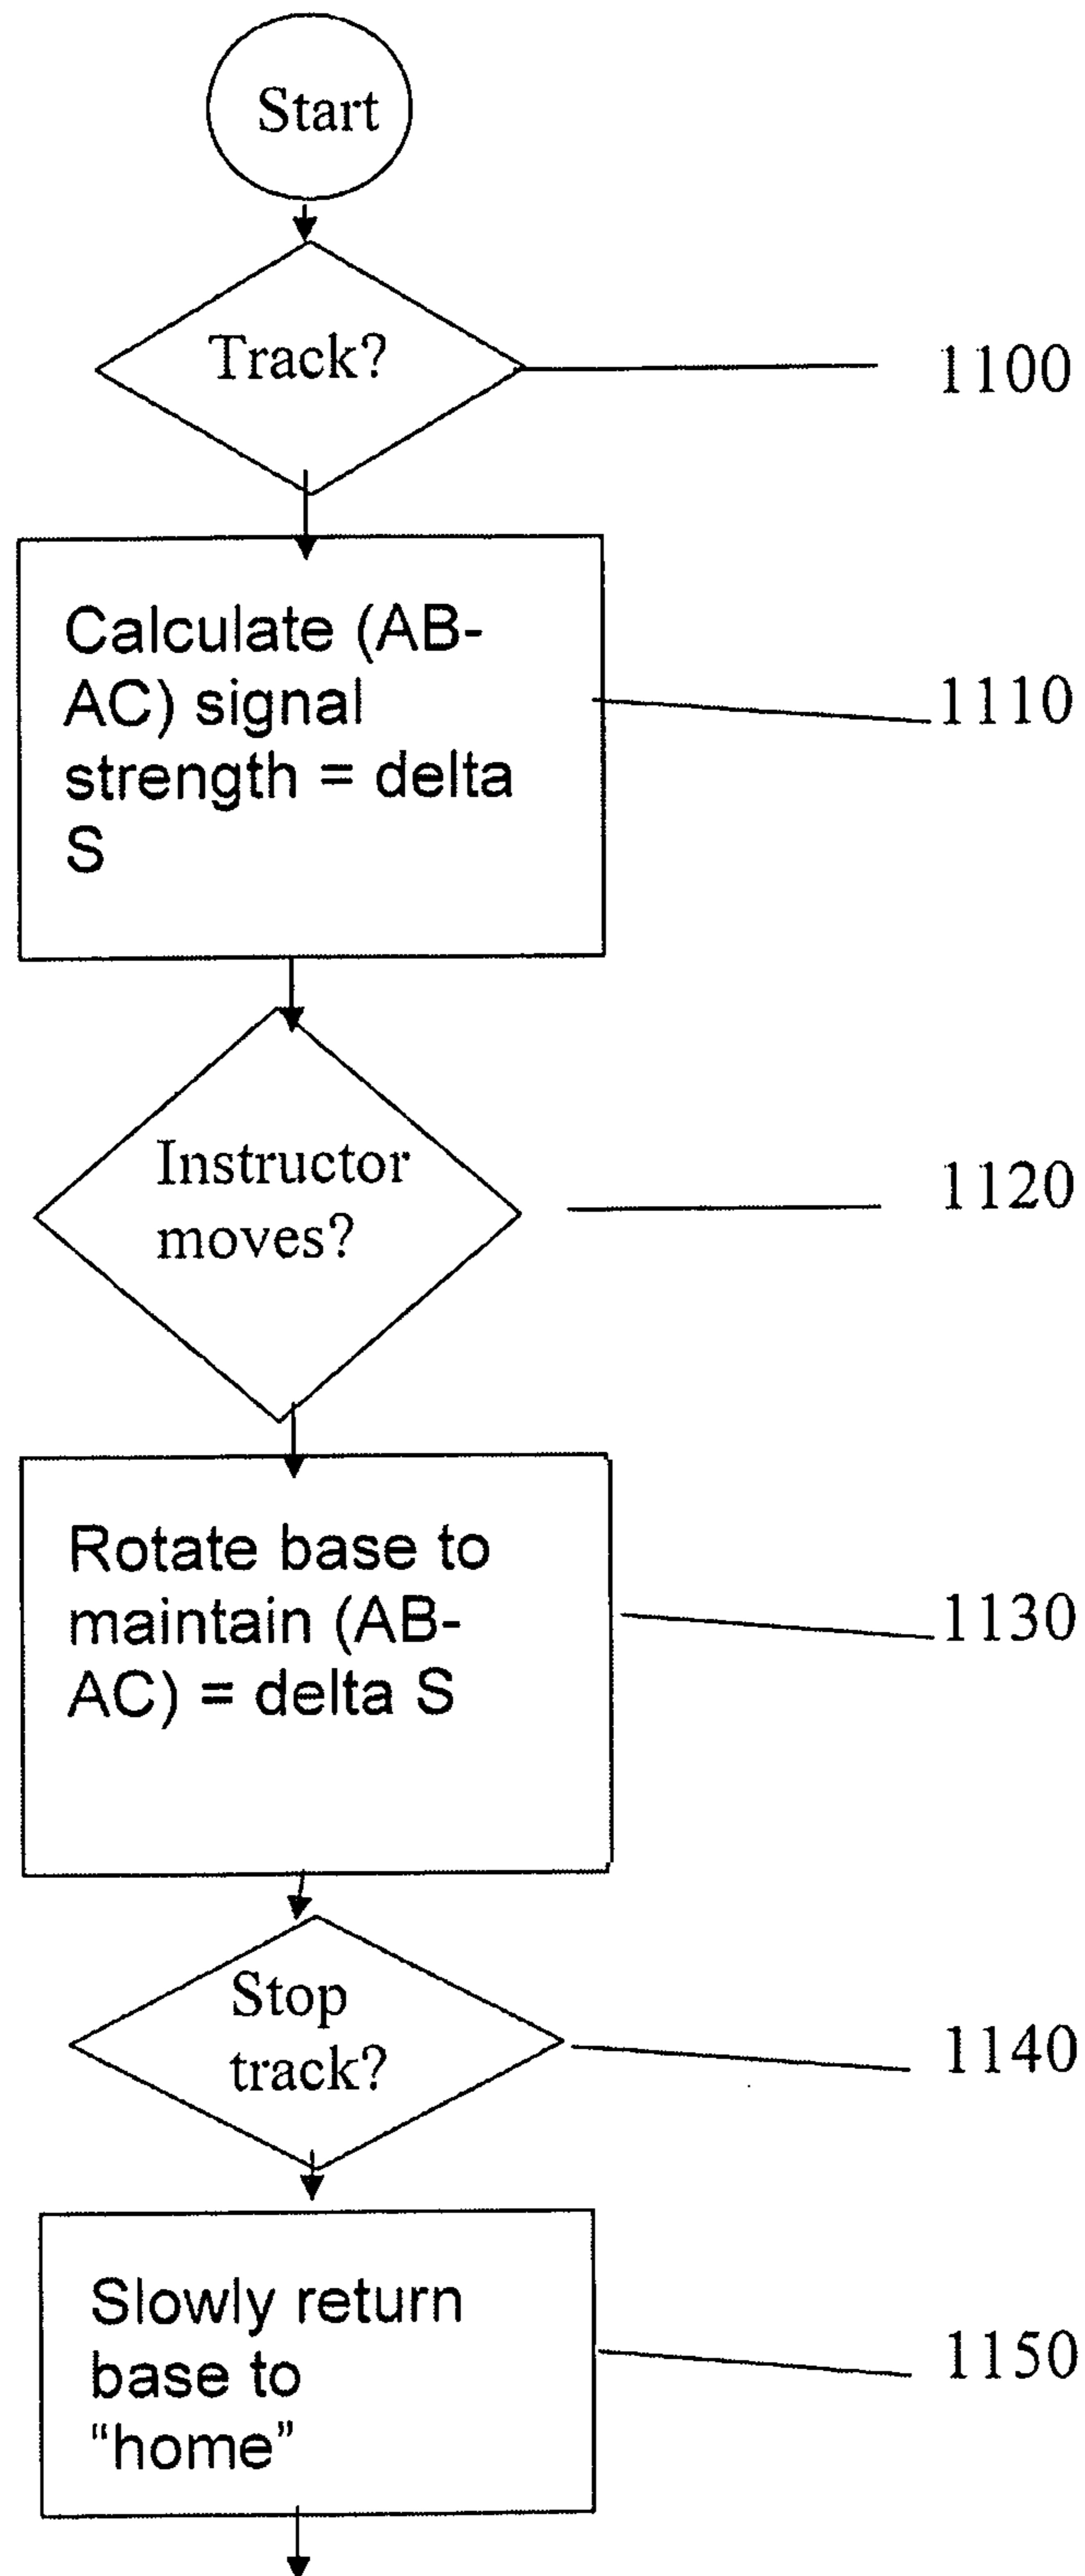 Start
Track?
1100
Calculate (AB-
AC) signal
strength = delta
S
1110
Instructor
moves?
1120
Rotate base to
maintain (AB-
AC) = delta S
1130
Stop
track?
1140
Slowly return
base to
“home”
1150